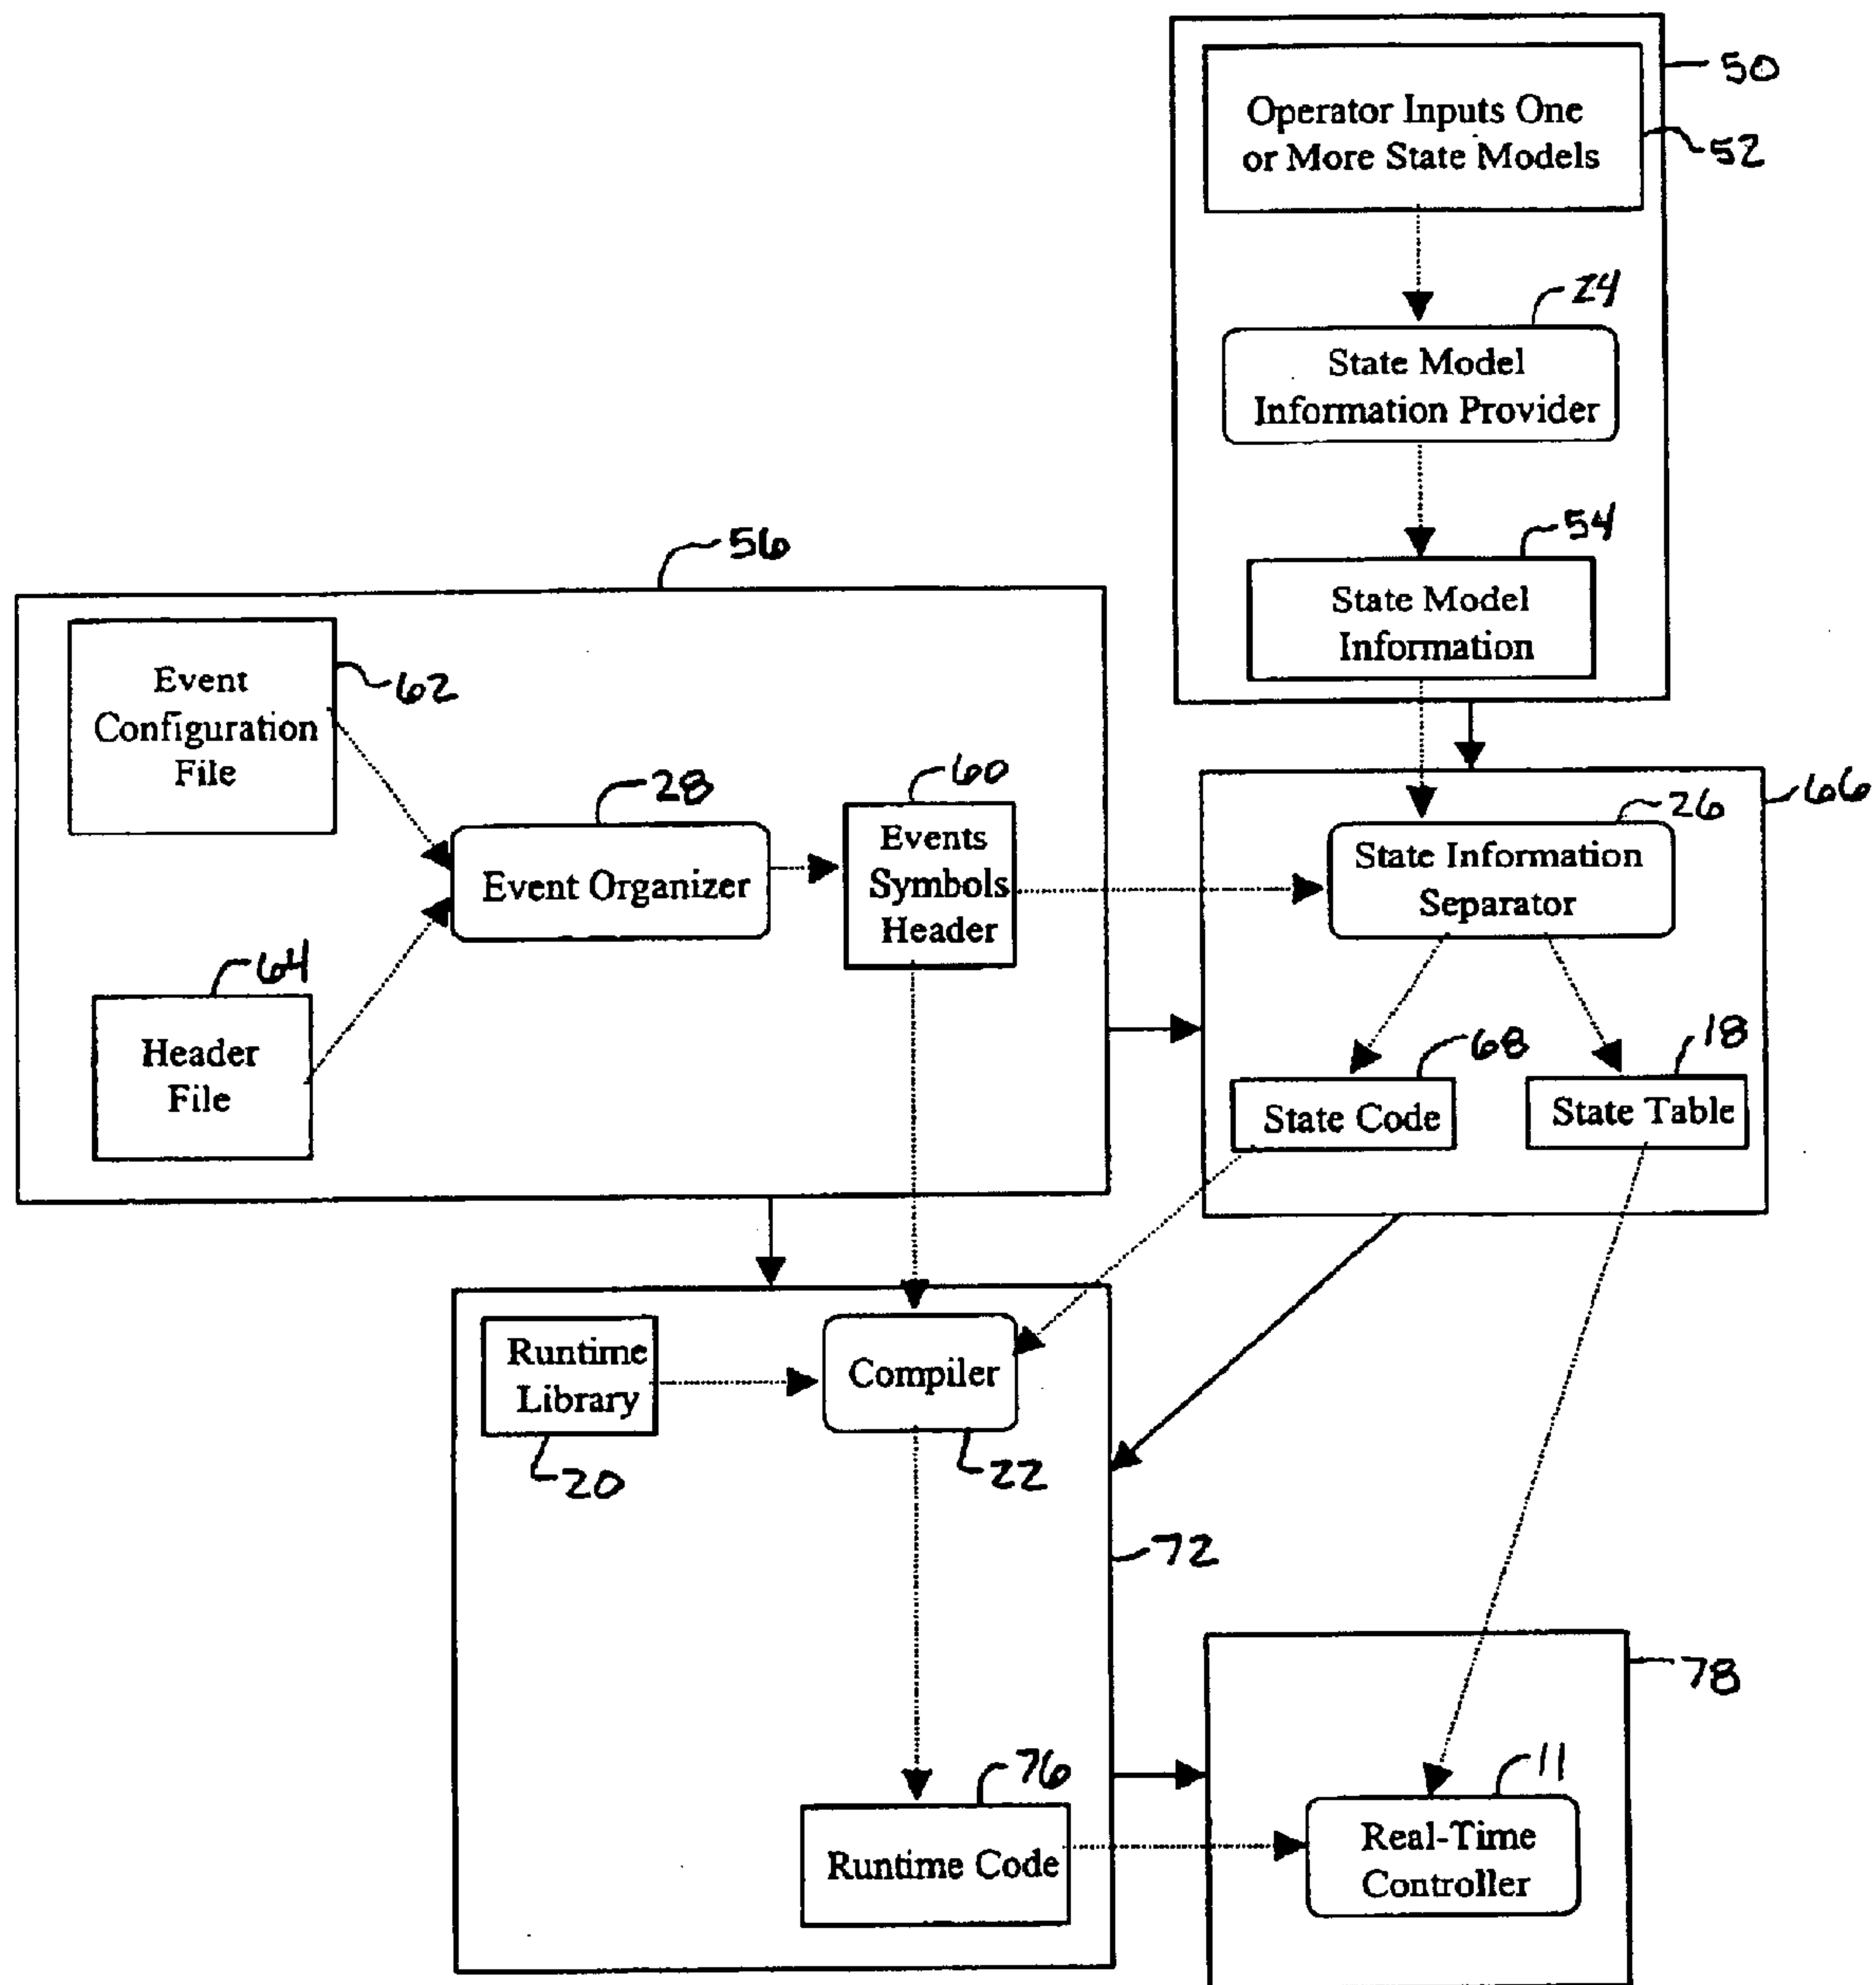 50
Operator Inputs One
or More State Models
52
24
State Model
Information Provider
54
State Model
Information
56
Event
Configuration
File
62
28
Event Organizer
60
Events
Symbols
Header
64
Header
File
66
26
State Information
Separator
68
State Code
18
State Table
Runtime
Library
20
Compiler
22
72
76
Runtime Code
78
11
Real-Time
Controller